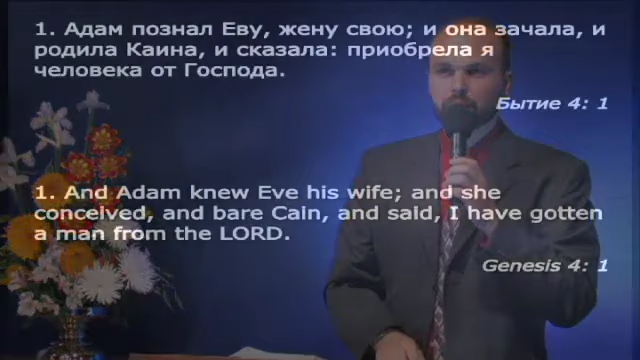 1. Адам познал Еву, жену свою; и она зачала, и
родила Каина, и сказала: приобрела я
человека от Господа.
Бытие 4: 1
1. And Adam knew Eve his wife; and she
conceived, and bare Cain, and said, I have gotten
a man from the LORD.
Genesis 4: 1